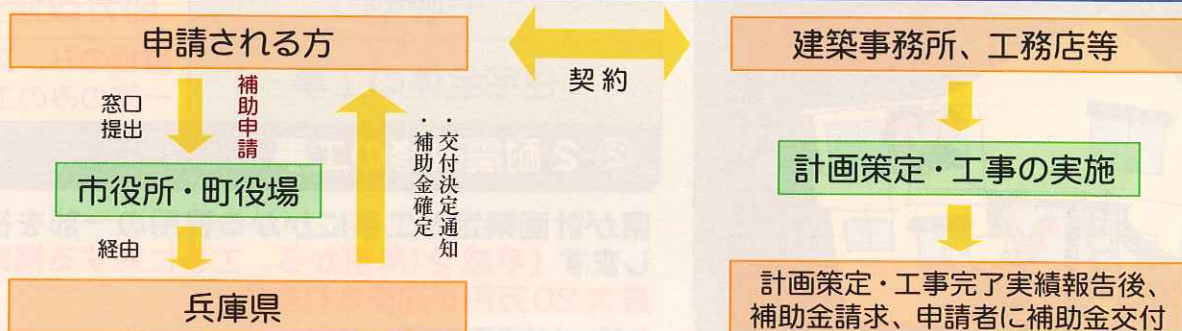 申請される方
窓口
提出
補助申請
市役所・町役場
経由
兵庫県
・交付決定通知
・補助金確定
契約
建築事務所、工務店等
計画策定・工事の実施
計画策定・工事完了実績報告後、
補助金請求、申請者に補助金交付